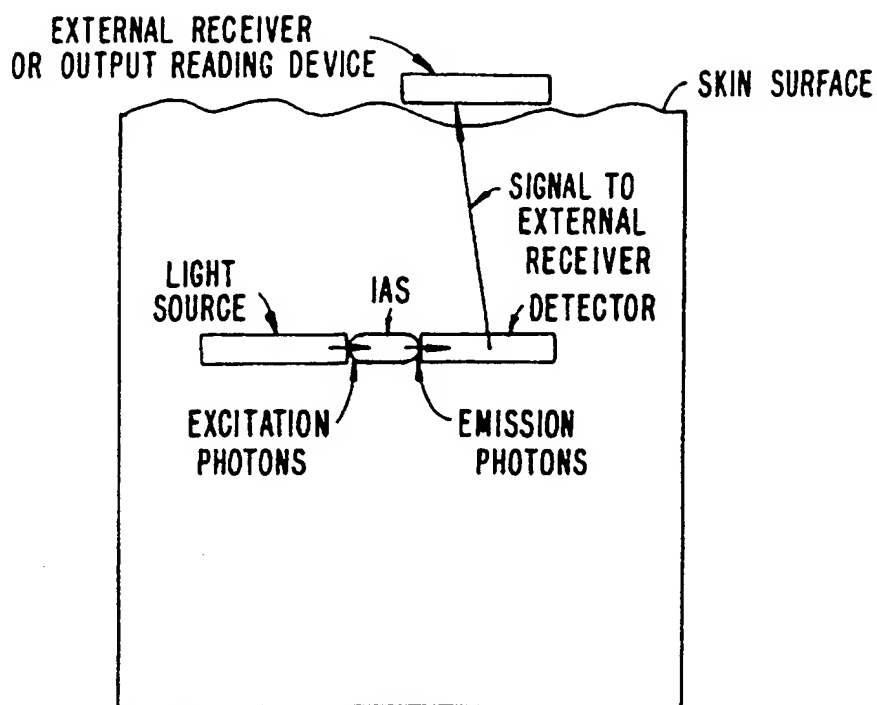 EXTERNAL RECEIVER
OR OUTPUT READING DEVICE
SKIN SURFACE
SIGNAL TO
EXTERNAL
RECEIVER
LIGHT
SOURCE
IAS
DETECTOR
EXCITATION
PHOTONS
EMISSION
PHOTONS